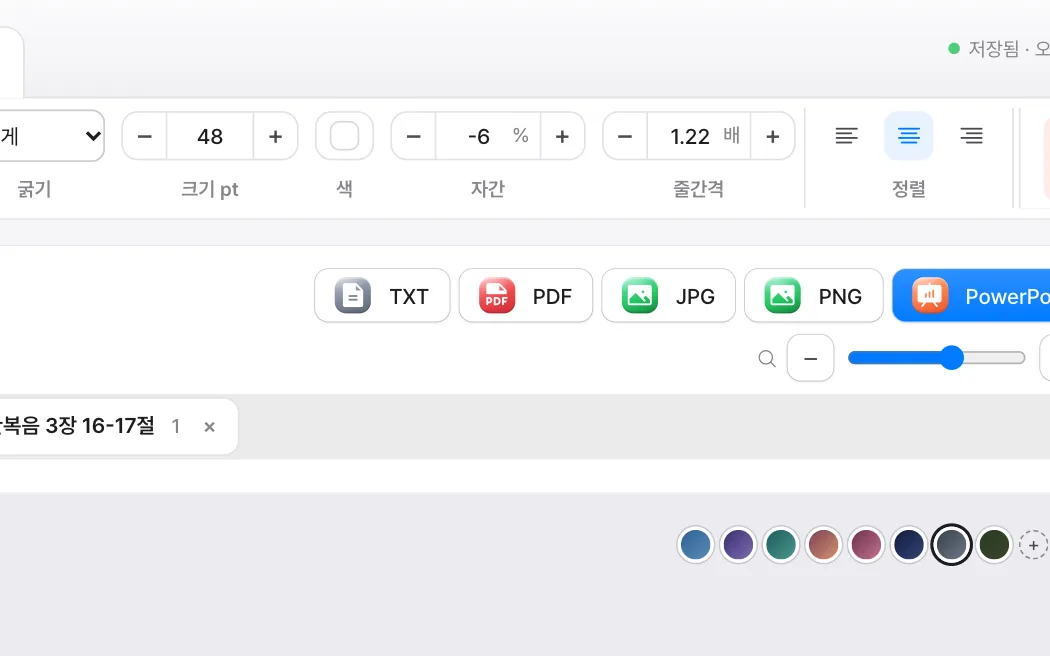 저장됨 · 오
게
− 48 +
− -6 % +
− 1.22 배 +
굵기
크기 pt
색
자간
줄간격
정렬
TXT
PDF PDF
JPG
PNG
PowerPo
−
복음 3장 16-17절 1 ×
+